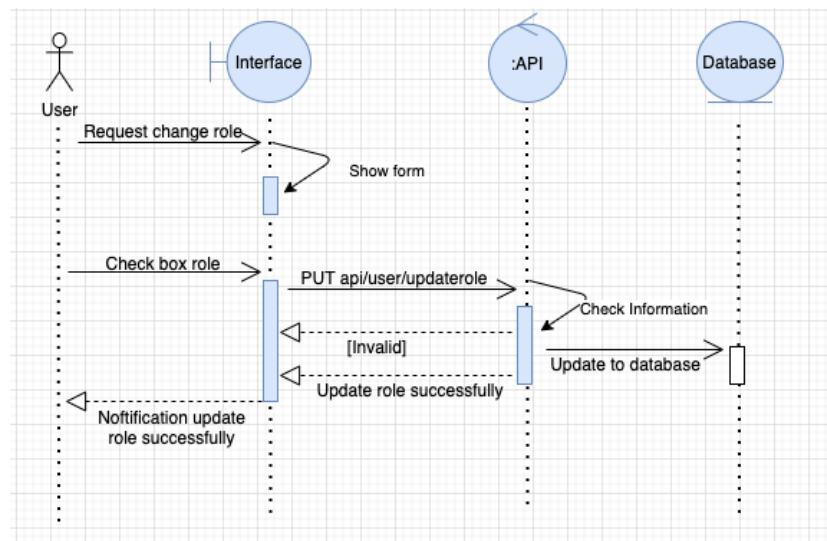 Interface
:API
Database
User
Request change role
Show form
Check box role
PUT api/user/updaterole
Check Information
[Invalid]
Update to database
Update role successfully
Noftification update
role successfully